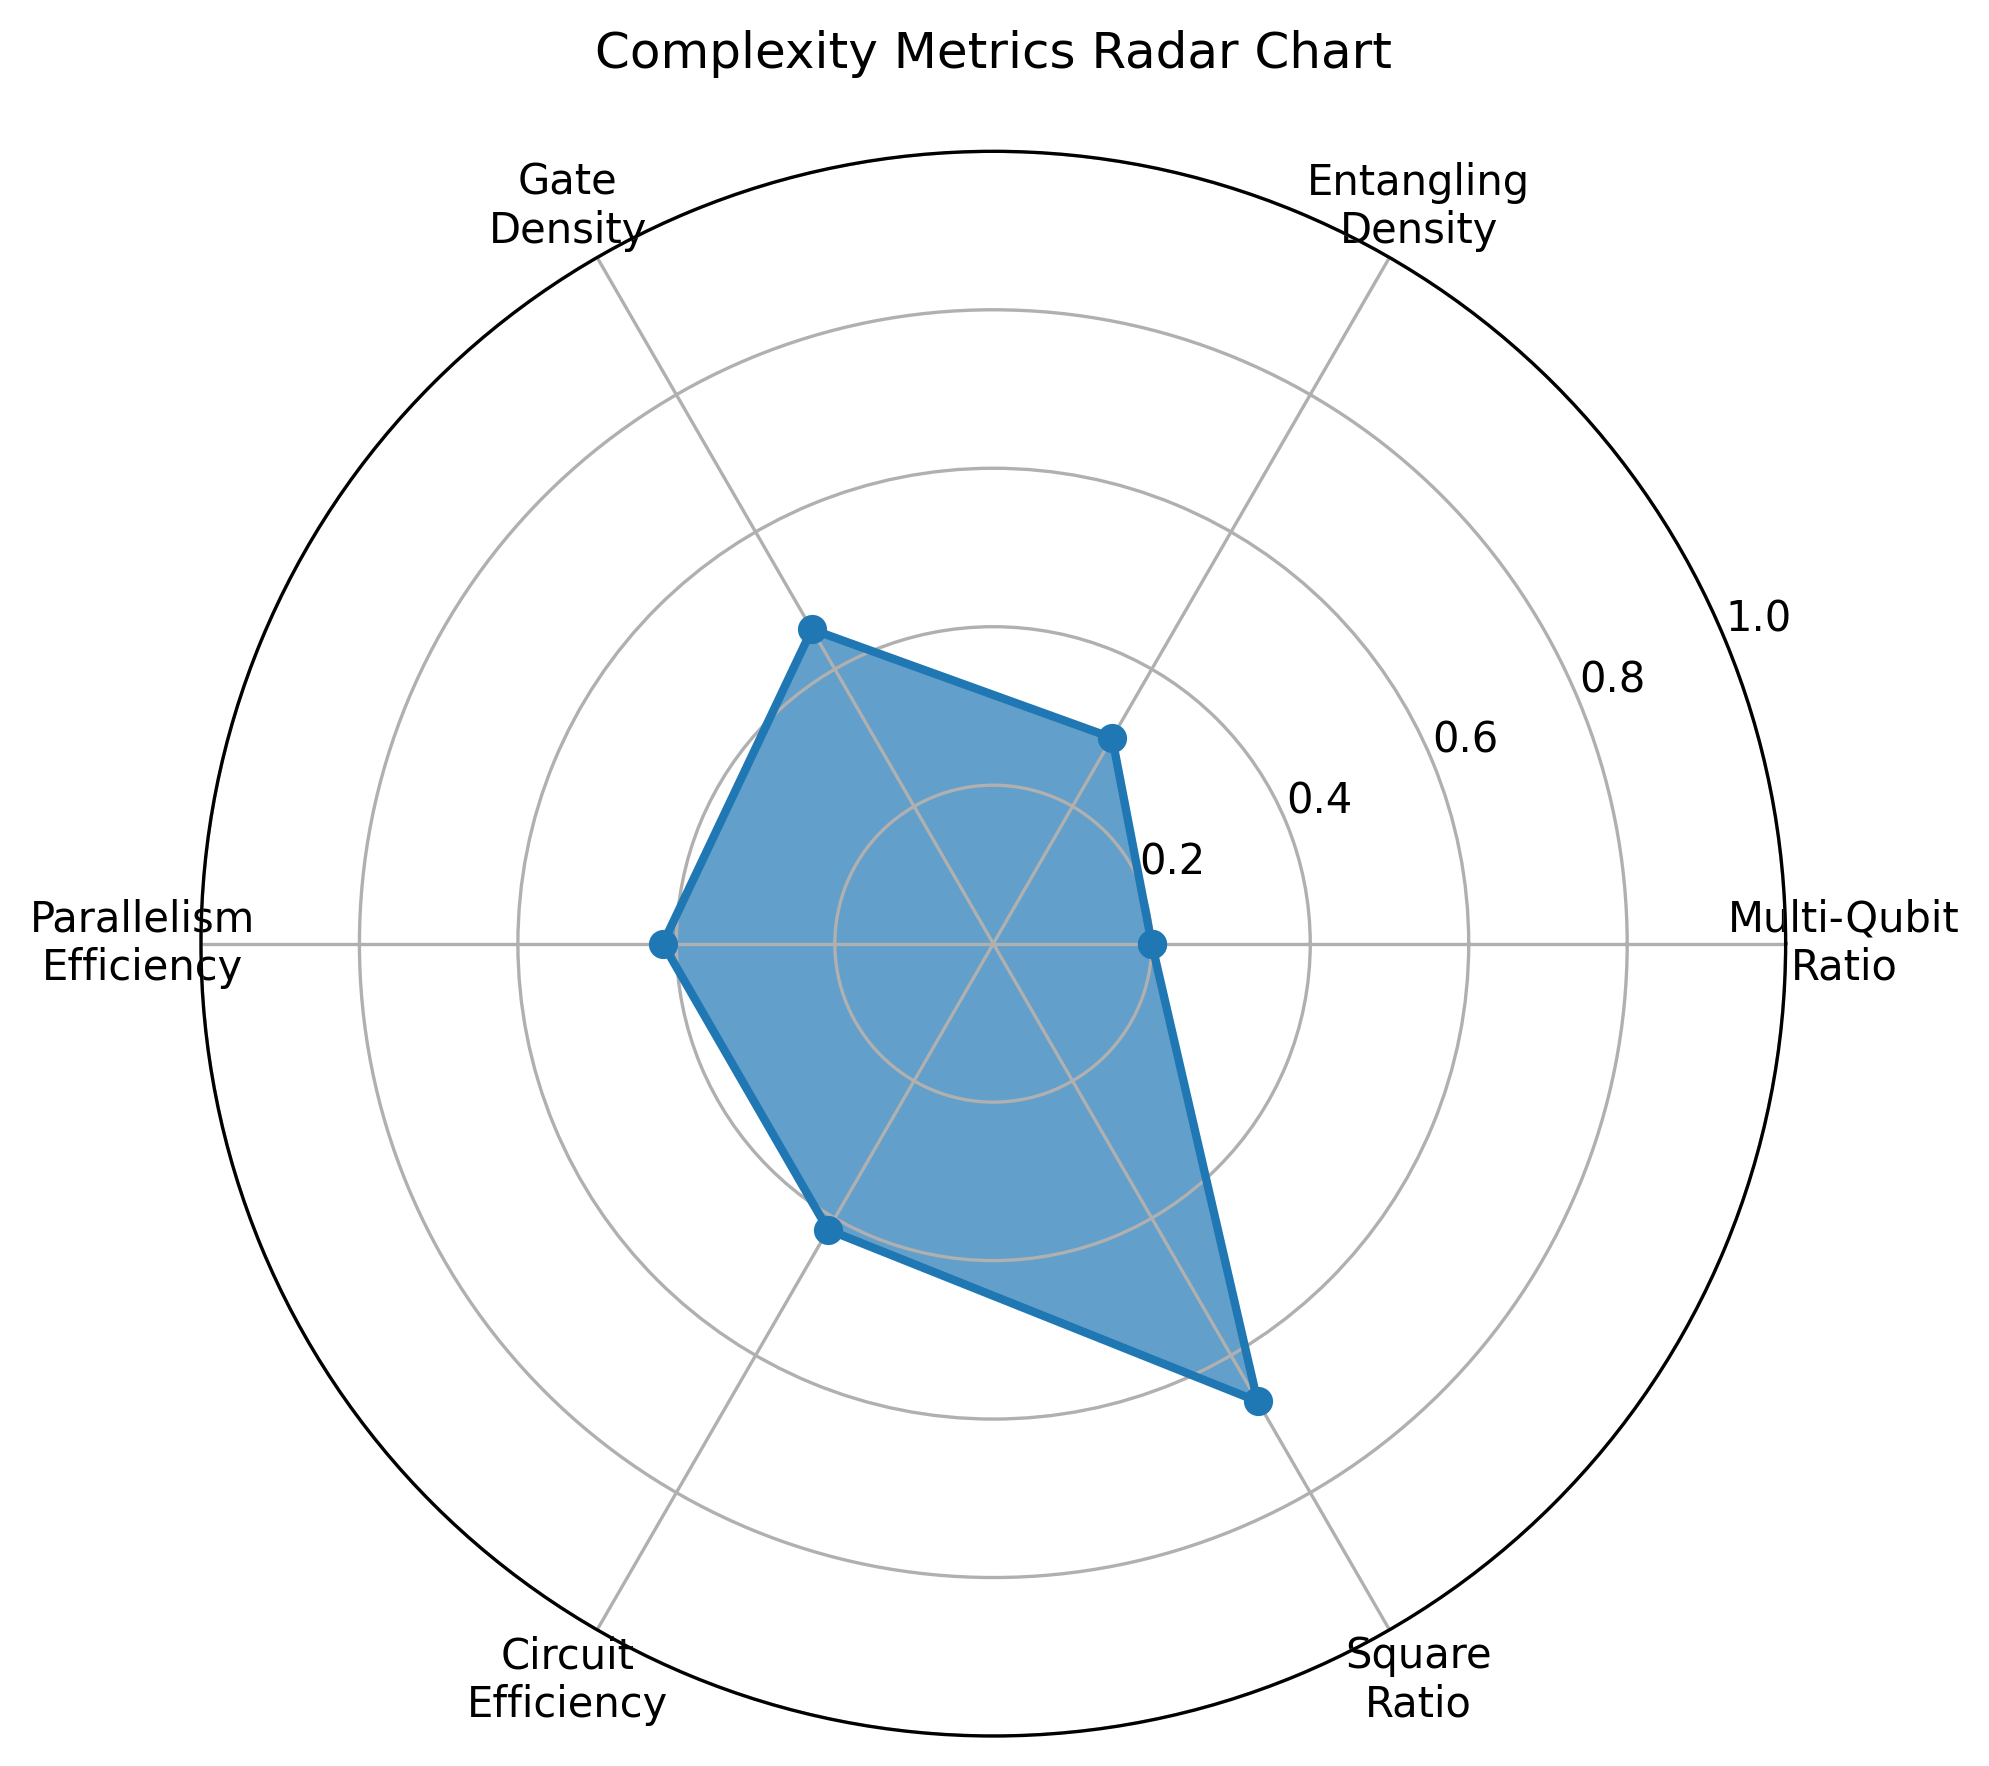 Complexity Metrics Radar Chart
Gate
Density
Entangling
Density
1.0
0.8
0.6
0.4
0.2
Parallelism
Efficiency
Multi-Qubit
Ratio
Circuit
Efficiency
Square
Ratio